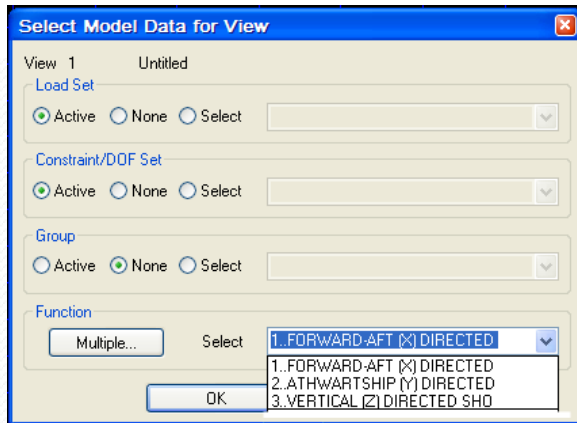 Select Model Data for View
View 1 Untitled
Load Set
Active None Select
Constraint/DOF Set
Active None Select
Group
Active None Select
Function
Multiple... Select 1..FORWARD-AFT (X) DIRECTED
1..FORWARD-AFT (X) DIRECTED
2..ATHWARTSHIP (Y) DIRECTED
3..VERTICAL (Z) DIRECTED SHO
OK